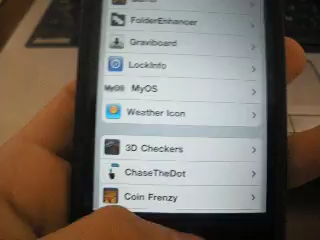 FolderEnhancer
Graviboard
LockInfo
MyOS MyOS
Weather Icon
3D Checkers
ChaseTheDot
Coin Frenzy